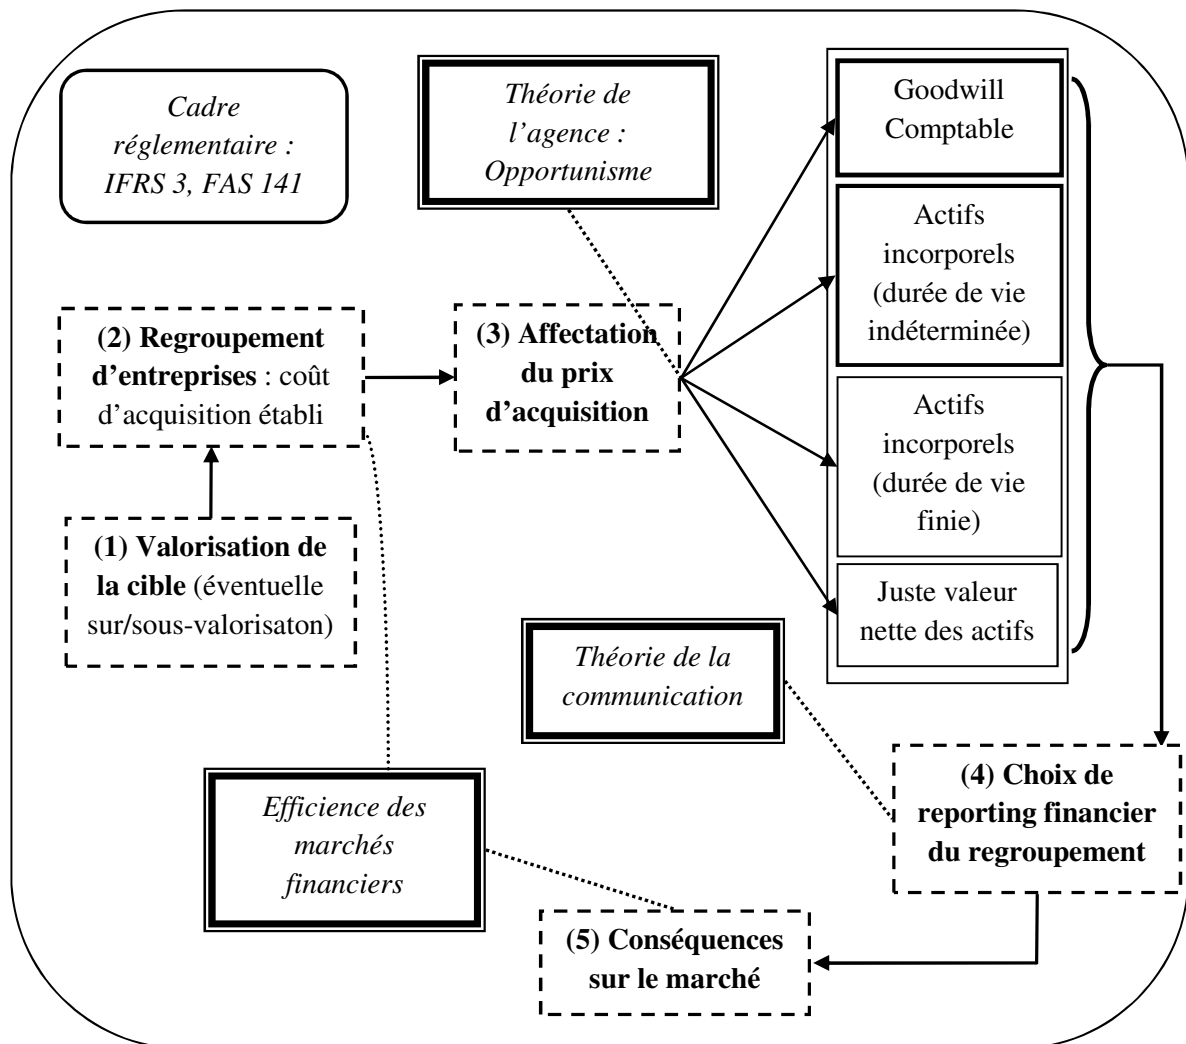 Cadre
réglementaire :
IFRS 3, FAS 141
Théorie de
l’agence :
Opportunisme
Goodwill
Comptable
Actifs
incorporels
(durée de vie
indéterminée)
Actifs
incorporels
(durée de vie
finie)
Juste valeur
nette des actifs
(2) Regroupement
d’entreprises : coût
d’acquisition établi
(3) Affectation
du prix
d’acquisition
(1) Valorisation de
la cible (éventuelle
sur/sous-valorisaton)
Théorie de la
communication
(4) Choix de
reporting financier
du regroupement
Efficience des
marchés
financiers
(5) Conséquences
sur le marché